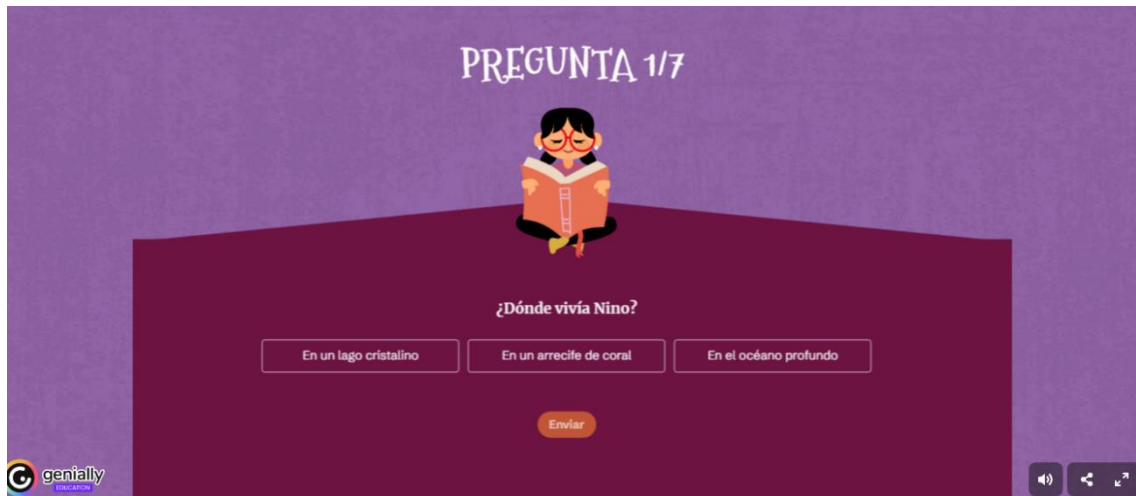 PREGUNTA 1/7
¿Dónde vivía Nino?
En un lago cristalino
En un arrecife de coral
En el océano profundo
Enviar
genially
EDUCATION